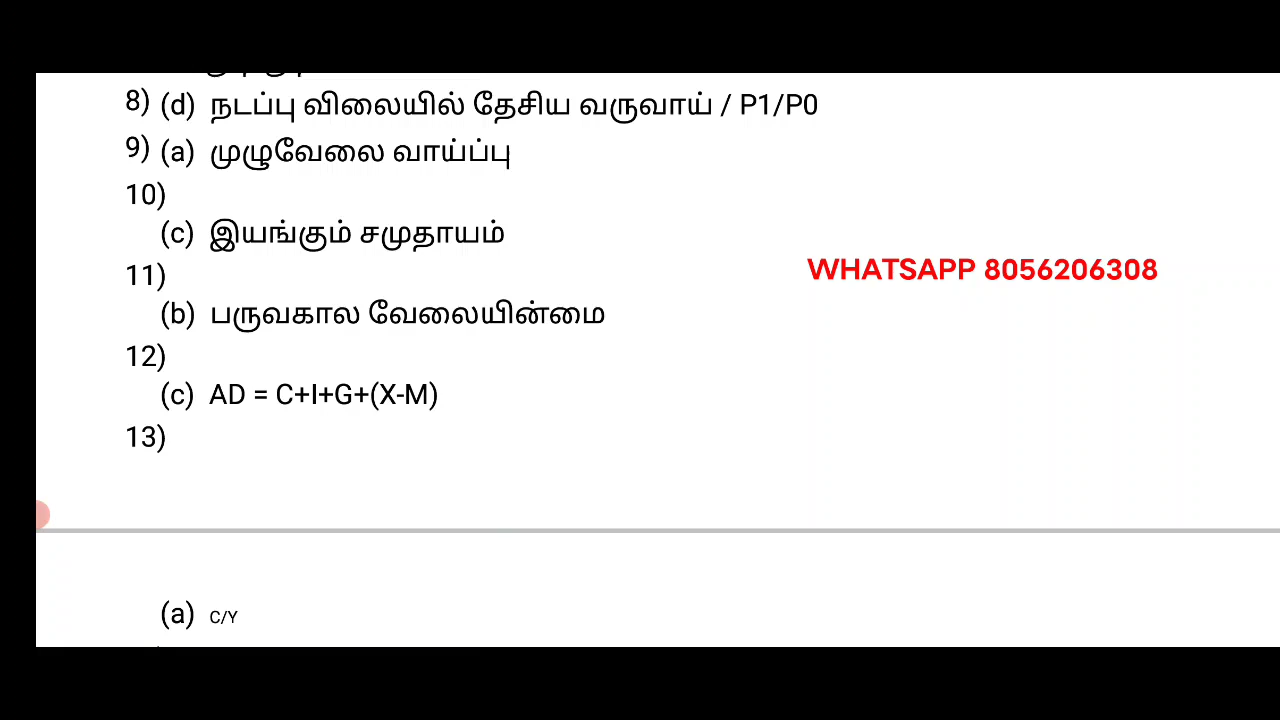 8) (d) நடப்பு விலையில் தேசிய வருவாய் / P1/P0
9) (a) முழுவேலை வாய்ப்பு
10)
(c) இயங்கும் சமுதாயம்
WHATSAPP 8056206308
11)
(b) பருவகால வேலையின்மை
12)
(c) AD = C+I+G+(X-M)
13)
(a) C/Y